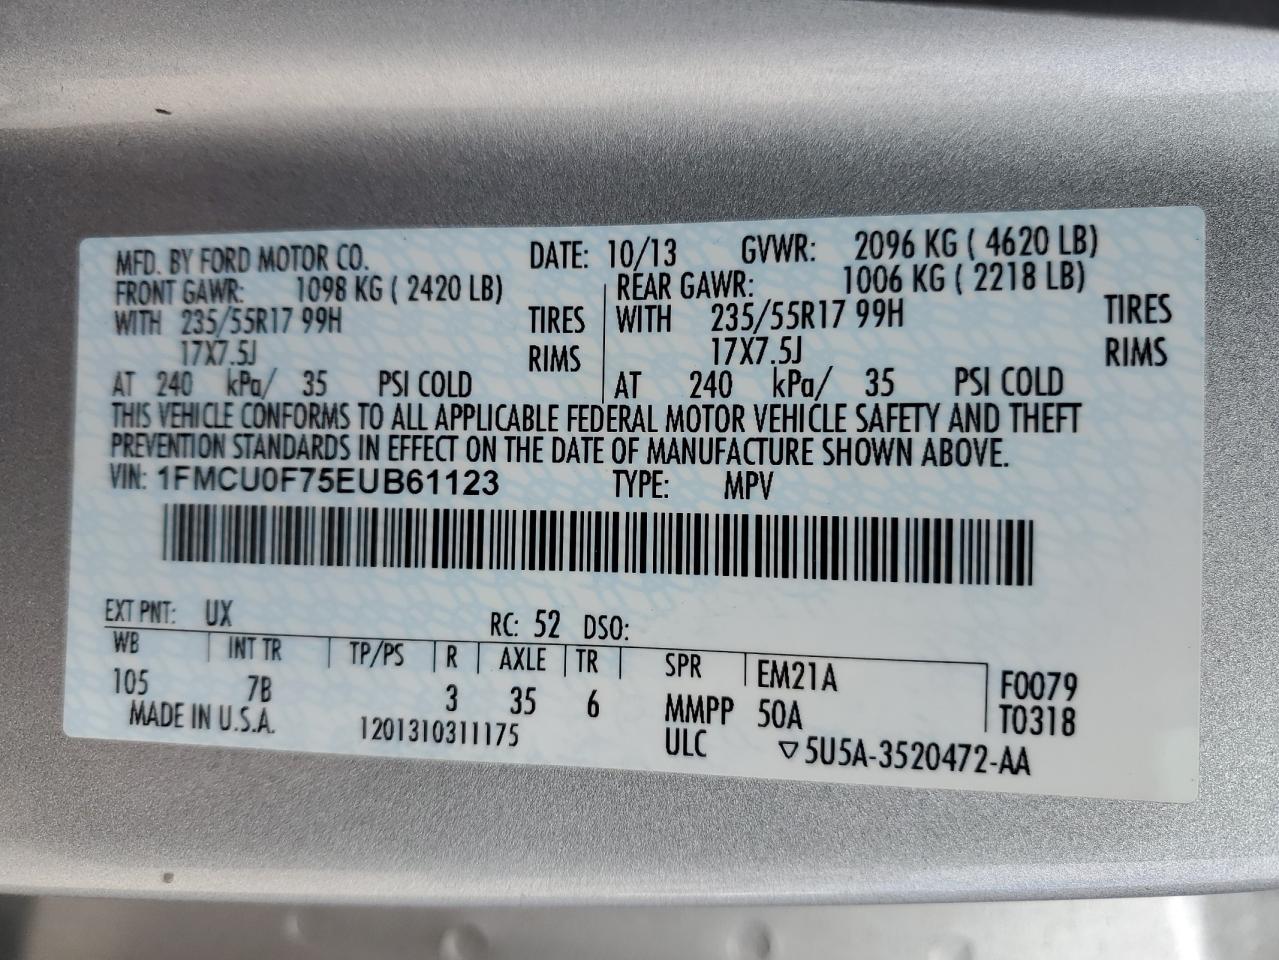 MFD. BY FORD MOTOR CO. DATE: 10/13 GVWR: 2096 KG ( 4620 LB)
FRONT GAWR: 1098 KG ( 2420 LB) REAR GAWR: 1006 KG ( 2218 LB)
WITH 235/55R17 99H TIRES WITH 235/55R17 99H TIRES
17X7.5J RIMS 17X7.5J RIMS
AT 240 kPa/ 35 PSI COLD AT 240 kPa/ 35 PSI COLD
THIS VEHICLE CONFORMS TO ALL APPLICABLE FEDERAL MOTOR VEHICLE SAFETY AND THEFT
PREVENTION STANDARDS IN EFFECT ON THE DATE OF MANUFACTURE SHOWN ABOVE.
VIN: 1FMCU0F75EUB61123 TYPE: MPV
EXT PNT: UX RC: 52 DSO:
WB INT TR TP/PS R AXLE TR SPR EM21A F0079
105 7B 3 35 6 MMPP 50A T0318
MADE IN U.S.A. 1201310311175 ULC ▽5U5A-3520472-AA